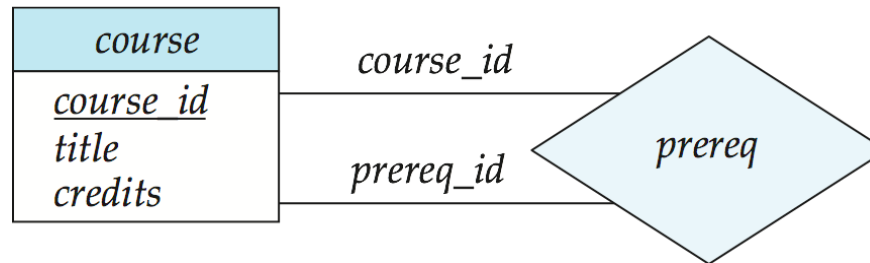 course
course_id
title
credits
course_id
prereq_id
prereq